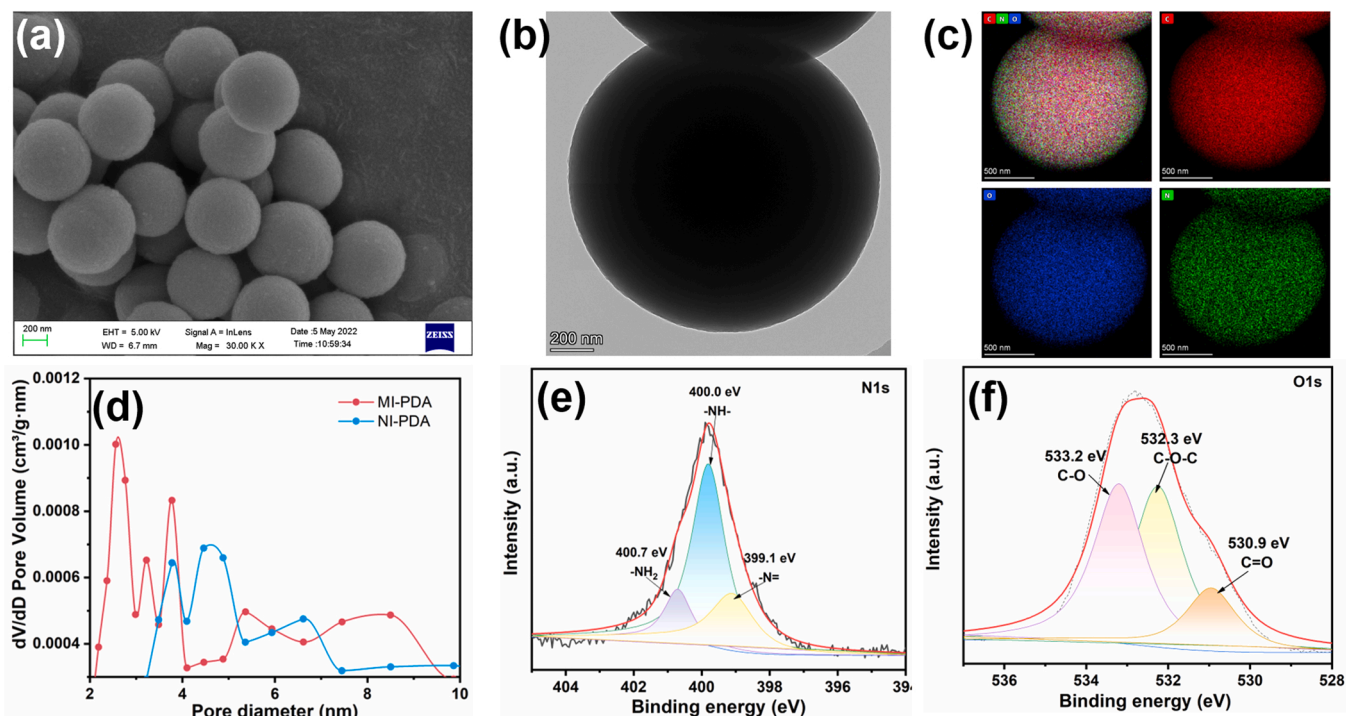 (a)
200 nm
EHT = 5.00 kV
WD = 6.7 mm
Signal A = InLens
Mag = 30.00 K X
Date :5 May 2022
Time :10:59:34
ZEISS
(b)
200 nm
(c)
C N O
500 nm
C
500 nm
O
500 nm
N
500 nm
(d)
MI-PDA
NI-PDA
dV/dD Pore Volume (cm³/g·nm)
0.0012
0.0010
0.0008
0.0006
0.0004
2 4 6 8 10
Pore diameter (nm)
(e)
N1s
400.0 eV
-NH-
400.7 eV
-NH₂
399.1 eV
-N=
Intensity (a.u.)
404 402 400 398 396 394
Binding energy (eV)
(f)
O1s
533.2 eV
C-O
532.3 eV
C-O-C
530.9 eV
C=O
Intensity (a.u.)
536 534 532 530 528
Binding energy (eV)